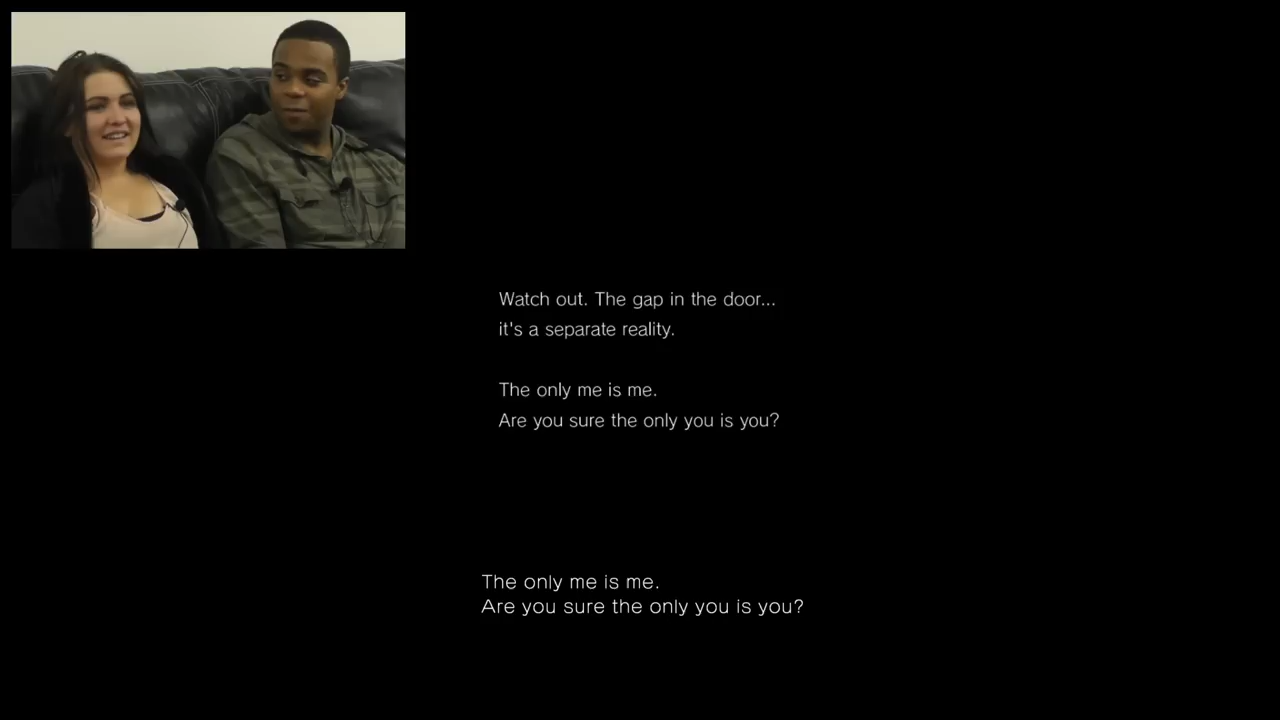 Watch out. The gap in the door...
it's a separate reality.
The only me is me.
Are you sure the only you is you?
The only me is me.
Are you sure the only you is you?